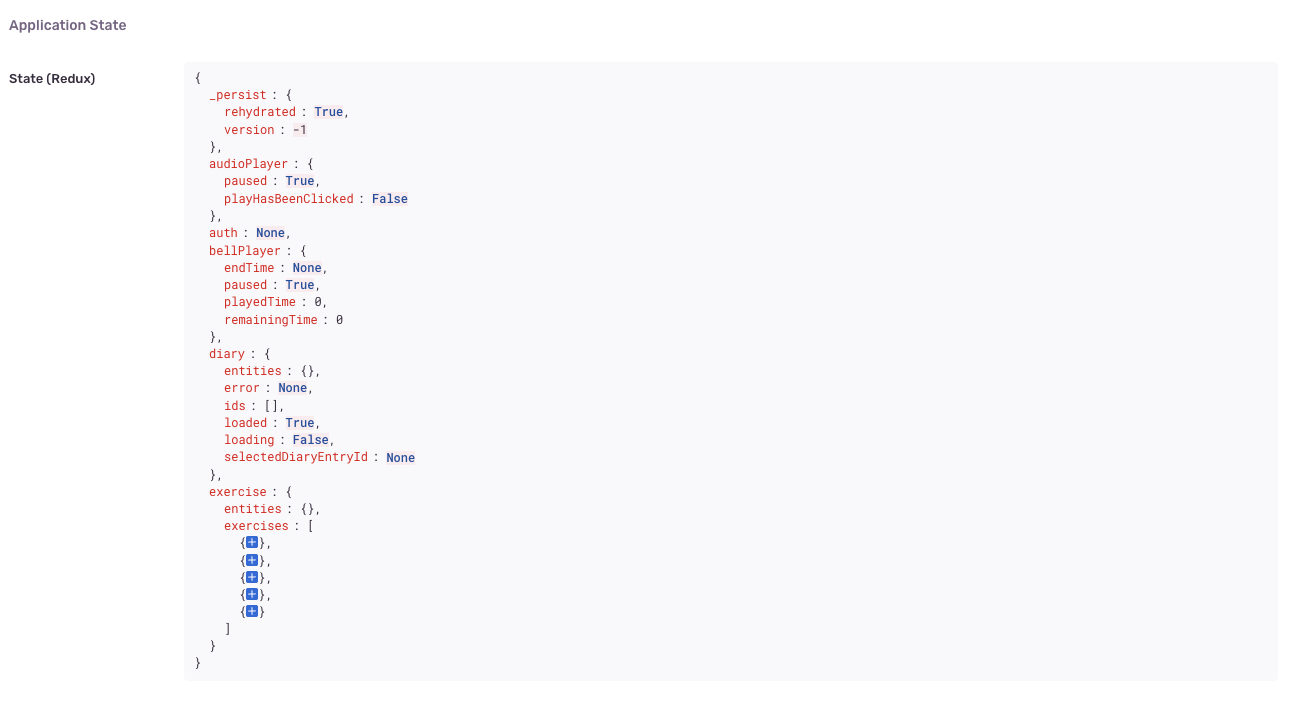 Application State
State (Redux)
{
_persist : {
rehydrated : True,
version : -1
},
audioPlayer : {
paused : True,
playHasBeenClicked : False
},
auth : None,
bellPlayer : {
endTime : None,
paused : True,
playedTime : 0,
remainingTime : 0
},
diary : {
entities : {},
error : None,
ids : [],
loaded : True,
loading : False,
selectedDiaryEntryId : None
},
exercise : {
entities : {},
exercises : [
{+},
{+},
{+},
{+},
{+}
]
}
}